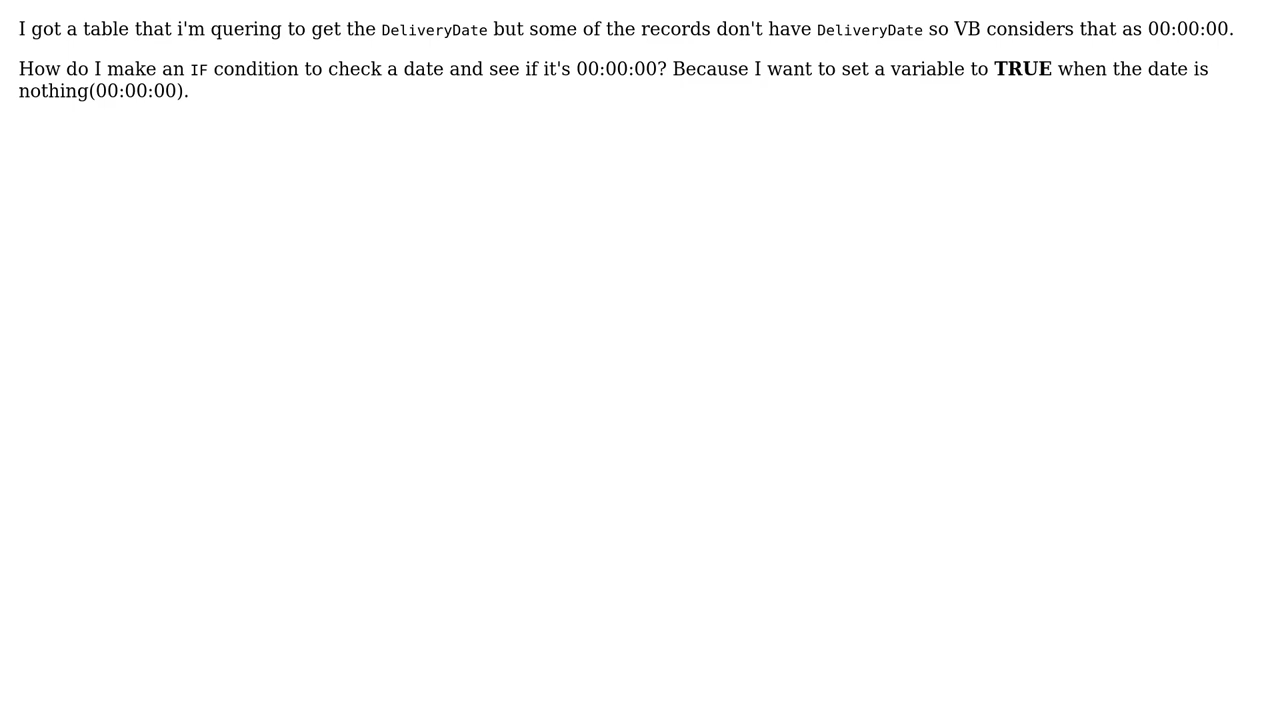 I got a table that i'm quering to get the DeliveryDate but some of the records don't have DeliveryDate so VB considers that as 00:00:00.
How do I make an IF condition to check a date and see if it's 00:00:00? Because I want to set a variable to TRUE when the date is
nothing(00:00:00).